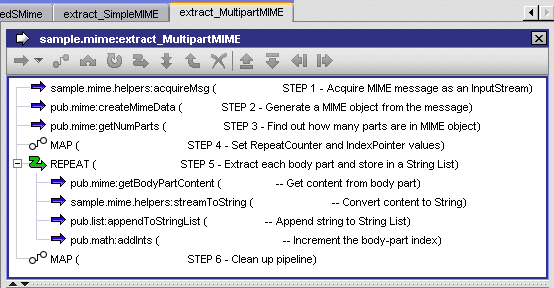 edSMime extract_SimpleMIME extract_MultipartMIME
sample.mime:extract_MultipartMIME
sample.mime.helpers:acquireMsg ( STEP 1 - Acquire MIME message as an InputStream)
pub.mime:createMimeData ( STEP 2 - Generate a MIME object from the message)
pub.mime:getNumParts ( STEP 3 - Find out how many parts are in MIME object)
MAP ( STEP 4 - Set RepeatCounter and IndexPointer values)
REPEAT ( STEP 5 - Extract each body part and store in a String List)
pub.mime:getBodyPartContent ( -- Get content from body part)
sample.mime.helpers:streamToString ( -- Convert content to String)
pub.list:appendToStringList ( -- Append string to String List)
pub.math:addInts ( -- Increment the body-part index)
MAP ( STEP 6 - Clean up pipeline)